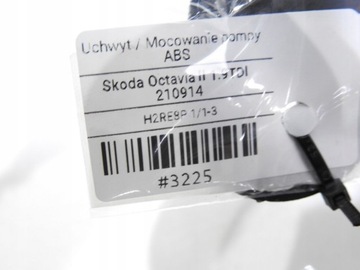 Uchwyt / Mocowanie pompy
ABS
Skoda Octavia II 1.9TDI
210914
H2RE8P 1/1-3
#3225